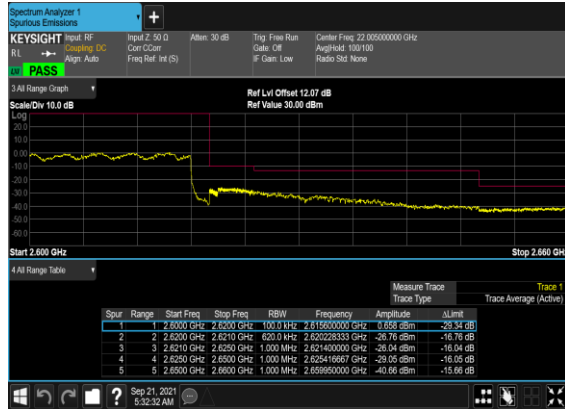 Spectrum Analyzer 1
Spurious Emissions
+
KEYSIGHT Input: RF Input Z: 50 Ω Atten: 30 dB Trig: Free Run Center Freq: 22.005000000 GHz
RL Coupling: DC Corr CCorr Gate: Off Avg|Hold: 100/100
Align: Auto Freq Ref: Int (S) IF Gain: Low Radio Std: None
PASS
3 All Range Graph Ref Lvl Offset 12.07 dB
Scale/Div 10.0 dB Ref Value 30.00 dBm
Log
20.0
10.0
0.00
-10.0
-20.0
-30.0
-40.0
-50.0
-60.0
Start 2.600 GHz Stop 2.660 GHz
4 All Range Table
Measure Trace Trace 1
Trace Type Trace Average (Active)
Spur Range Start Freq Stop Freq RBW Frequency Amplitude ΔLimit
1 1 2.6000 GHz 2.6200 GHz 100.0 kHz 2.615600000 GHz 0.658 dBm -29.34 dB
2 2 2.6200 GHz 2.6210 GHz 620.0 kHz 2.620228333 GHz -26.76 dBm -16.76 dB
3 3 2.6210 GHz 2.6250 GHz 1.000 MHz 2.621400000 GHz -26.04 dBm -16.04 dB
4 4 2.6250 GHz 2.6500 GHz 1.000 MHz 2.625416667 GHz -29.05 dBm -16.05 dB
5 5 2.6500 GHz 2.6600 GHz 1.000 MHz 2.659950000 GHz -40.66 dBm -15.66 dB
? Sep 21, 2021
5:32:32 AM